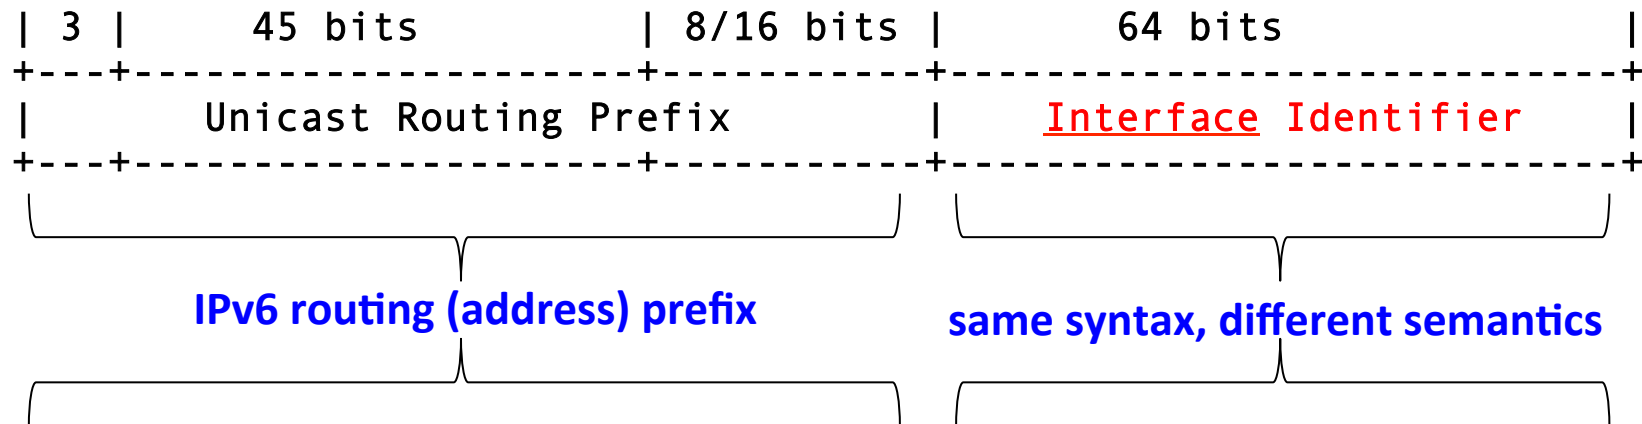 | 3 | 45 bits | 8/16 bits | 64 bits |
+---+---------------------+-----------+----------------------------+
| Unicast Routing Prefix | Interface Identifier |
+---+---------------------+-----------+----------------------------+
IPv6 routing (address) prefix
same syntax, different semantics